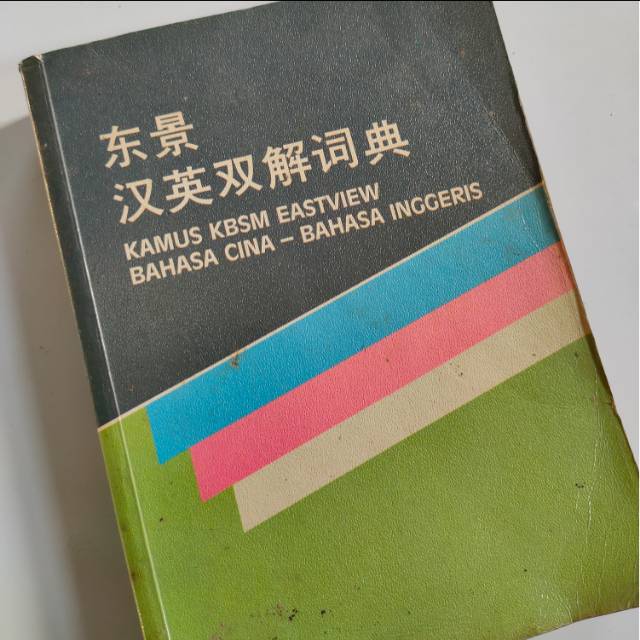 东景
汉英双解词典
KAMUS KBSM EASTVIEW
BAHASA CINA – BAHASA INGGERIS